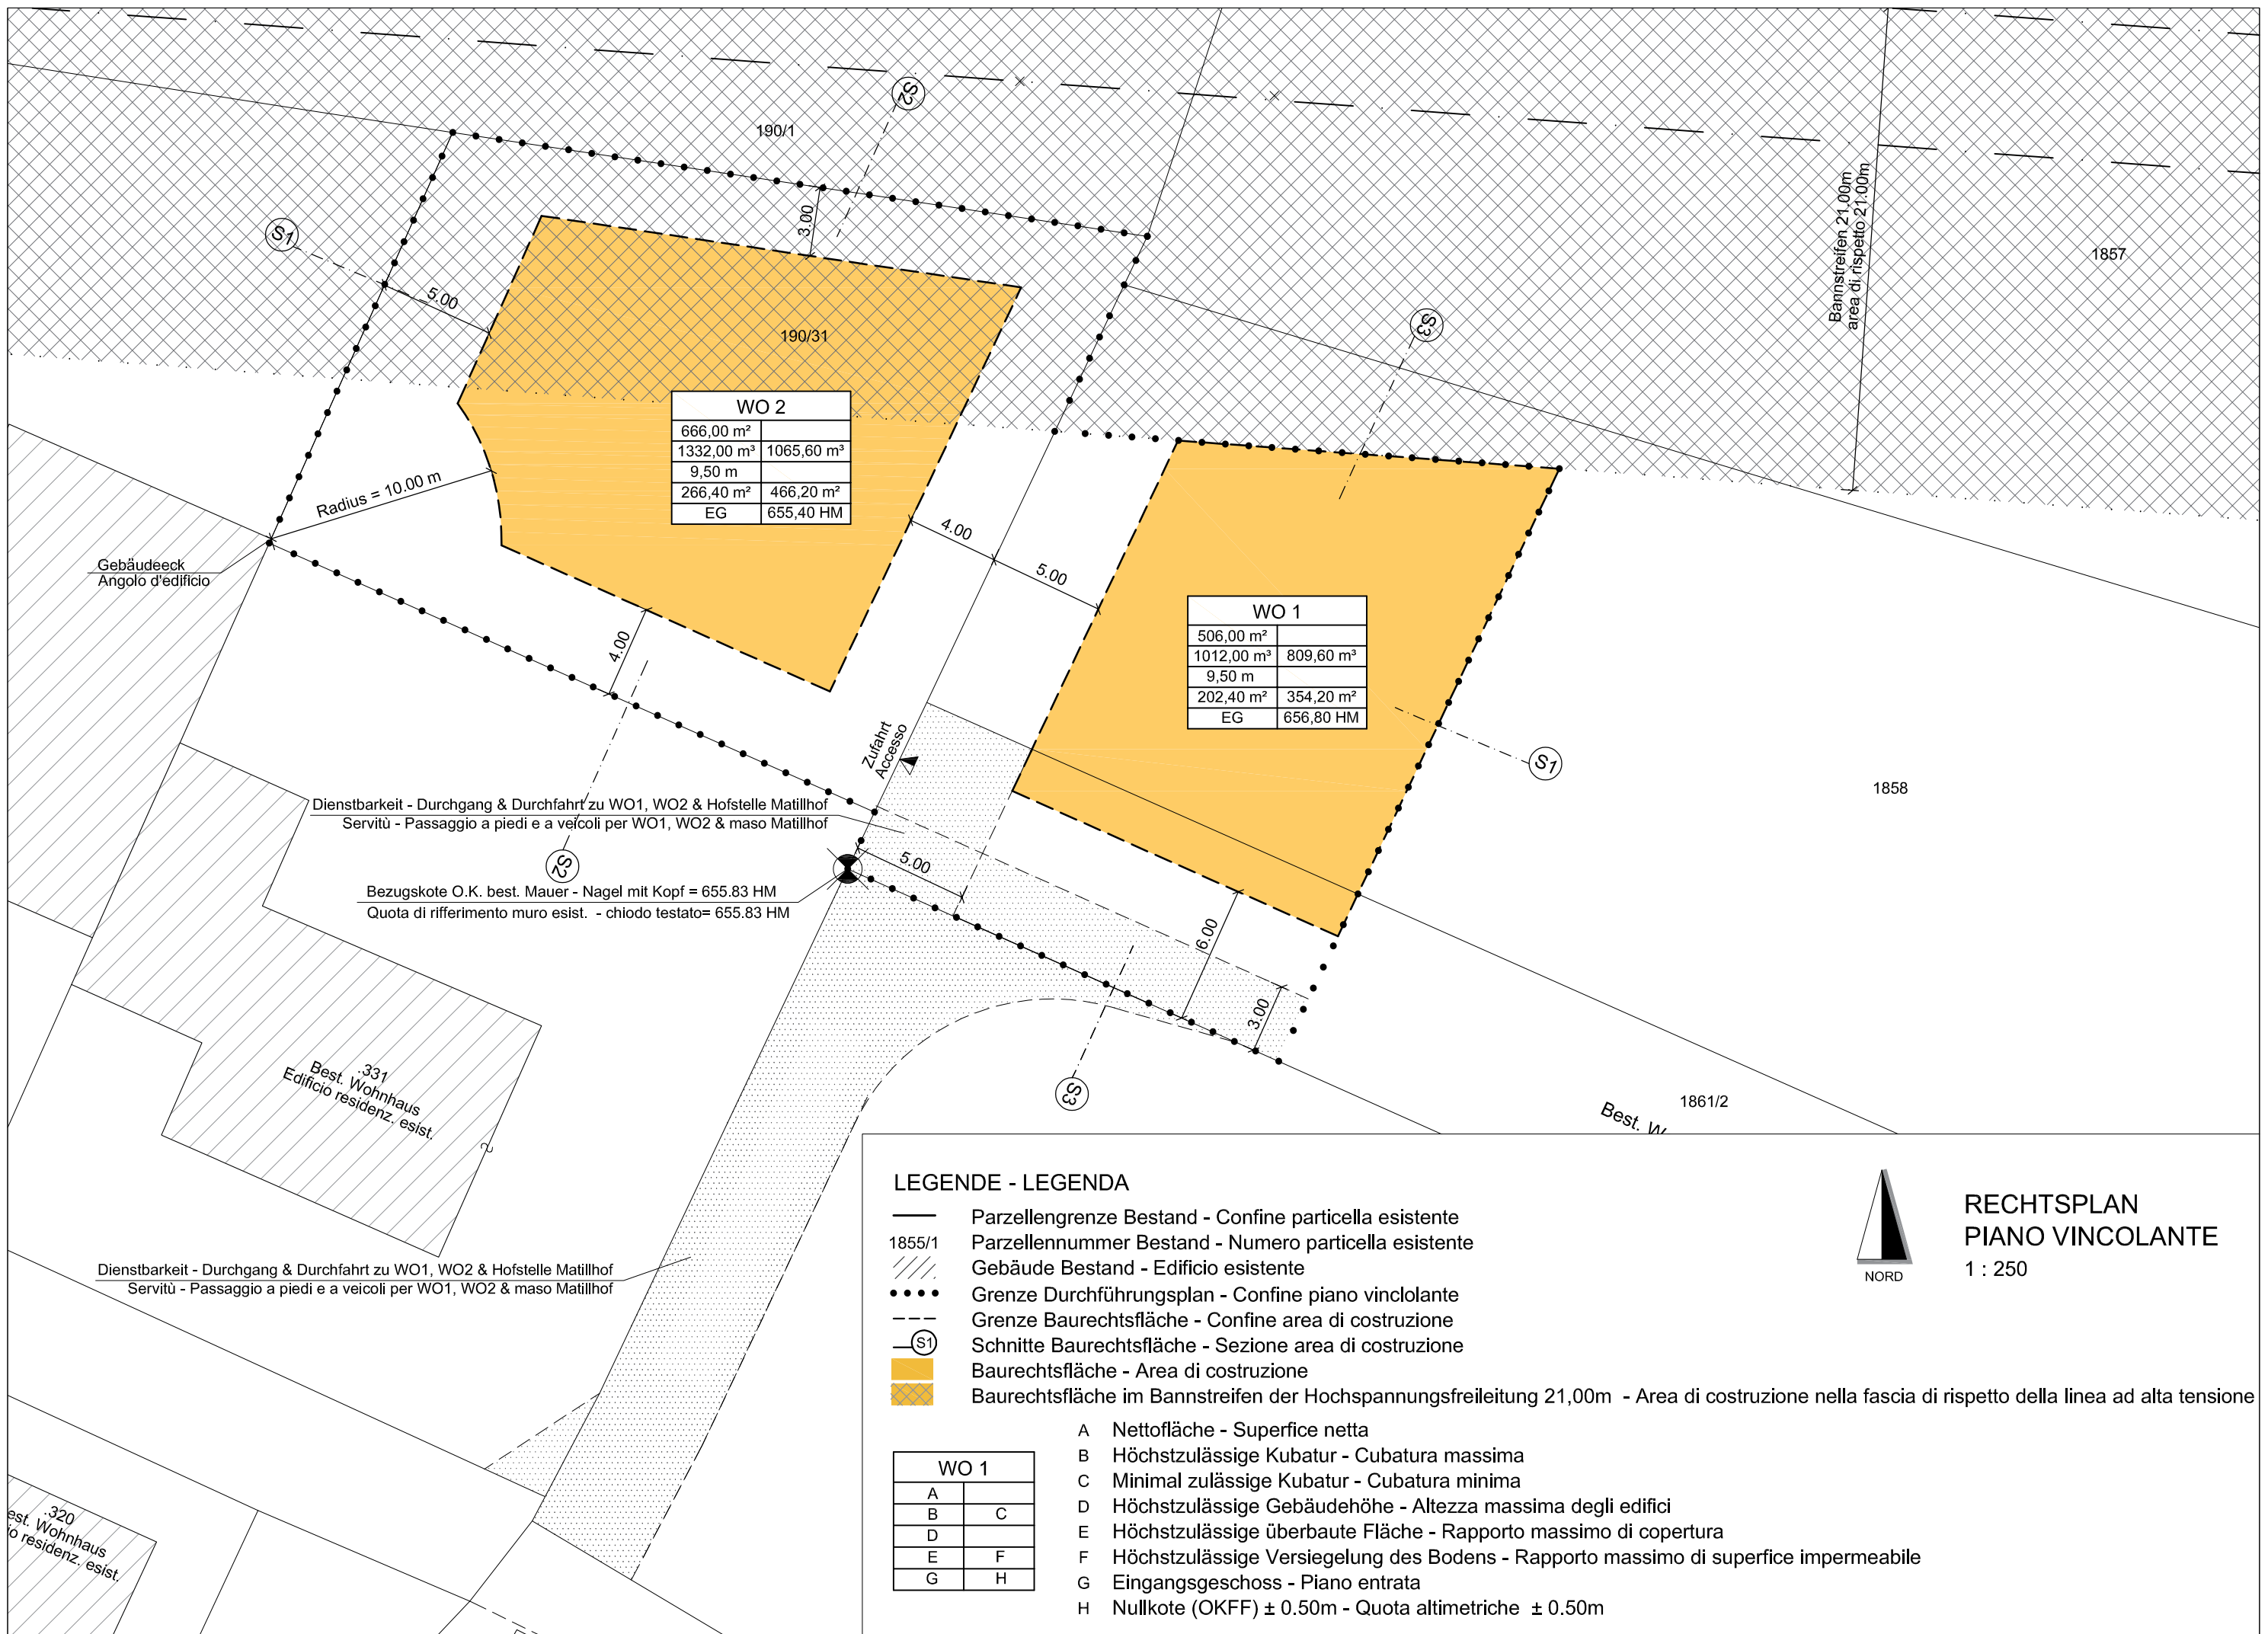 S2
190/1
3.00
S1
5.00
190/31
Bannstreifen 21.00m
area di rispetto 21.00m
1857
S3
WO 2
666,00 m²
1332,00 m³ 1065,60 m³
9,50 m
266,40 m² 466,20 m²
EG 655,40 HM
Radius = 10.00 m
Gebäudeeck
Angolo d'edificio
4.00
5.00
4.00
WO 1
506,00 m²
1012,00 m³ 809,60 m³
9,50 m
202,40 m² 354,20 m²
EG 656,80 HM
Zufahrt
Accesso
S1
1858
Dienstbarkeit - Durchgang & Durchfahrt zu WO1, WO2 & Hofstelle Matillhof
Servitù - Passaggio a piedi e a veicoli per WO1, WO2 & maso Matillhof
S2
5.00
Bezugskote O.K. best. Mauer - Nagel mit Kopf = 655.83 HM
Quota di rifferimento muro esist. - chiodo testato= 655.83 HM
6.00
3.00
S3
.331
Best. Wohnhaus
Edificio residenz. esist.
2
1861/2
Best. W
Dienstbarkeit - Durchgang & Durchfahrt zu WO1, WO2 & Hofstelle Matillhof
Servitù - Passaggio a piedi e a veicoli per WO1, WO2 & maso Matillhof
.320
est. Wohnhaus
io residenz. esist.
LEGENDE - LEGENDA
Parzellengrenze Bestand - Confine particella esistente
1855/1 Parzellennummer Bestand - Numero particella esistente
Gebäude Bestand - Edificio esistente
Grenze Durchführungsplan - Confine piano vinclolante
Grenze Baurechtsfläche - Confine area di costruzione
S1 Schnitte Baurechtsfläche - Sezione area di costruzione
Baurechtsfläche - Area di costruzione
Baurechtsfläche im Bannstreifen der Hochspannungsfreileitung 21,00m - Area di costruzione nella fascia di rispetto della linea ad alta tensione
NORD
RECHTSPLAN
PIANO VINCOLANTE
1 : 250
WO 1
A
B C
D
E F
G H
A Nettofläche - Superfice netta
B Höchstzulässige Kubatur - Cubatura massima
C Minimal zulässige Kubatur - Cubatura minima
D Höchstzulässige Gebäudehöhe - Altezza massima degli edifici
E Höchstzulässige überbaute Fläche - Rapporto massimo di copertura
F Höchstzulässige Versiegelung des Bodens - Rapporto massimo di superfice impermeabile
G Eingangsgeschoss - Piano entrata
H Nullkote (OKFF) ± 0.50m - Quota altimetriche ± 0.50m